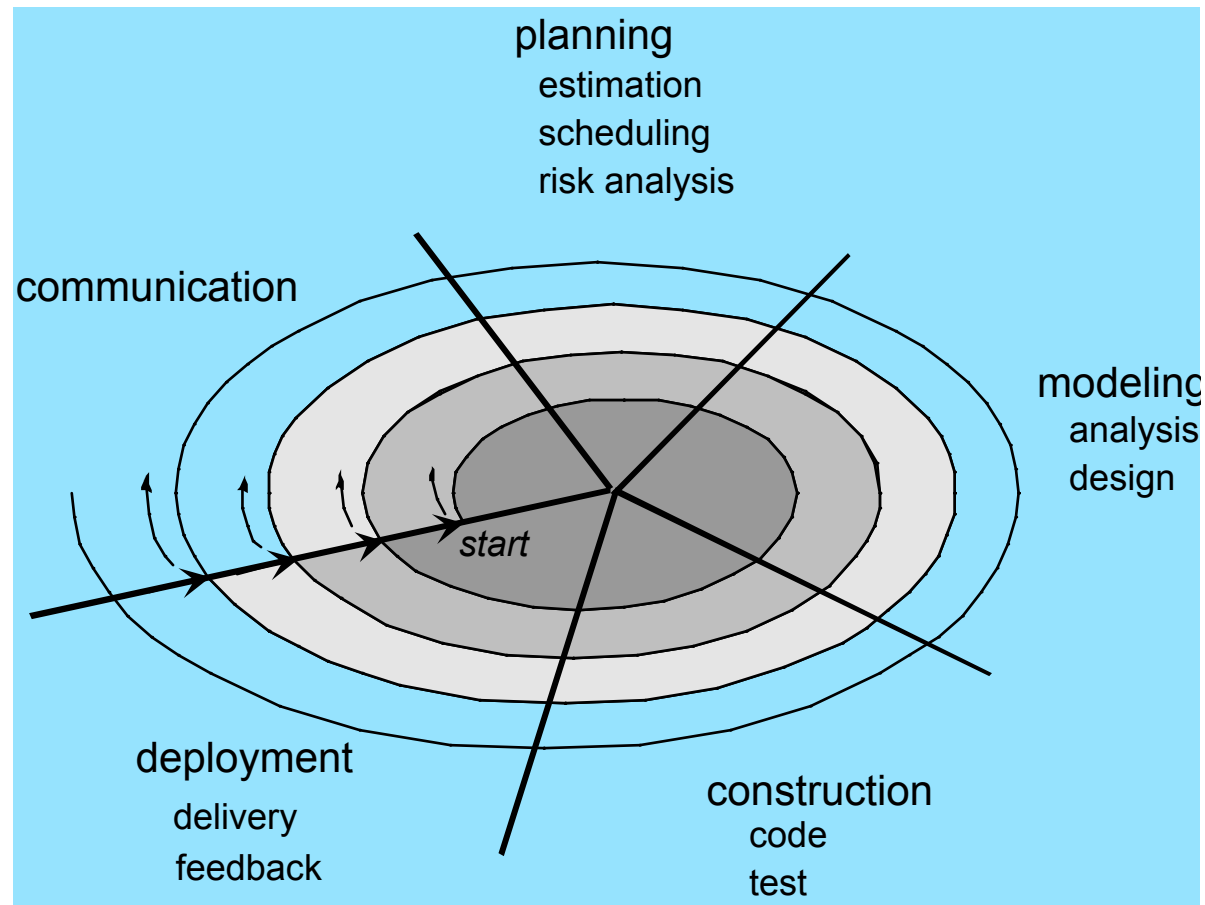 planning
estimation
scheduling
risk analysis
communication
modeling
analysis
design
start
deployment
delivery
feedback
construction
code
test